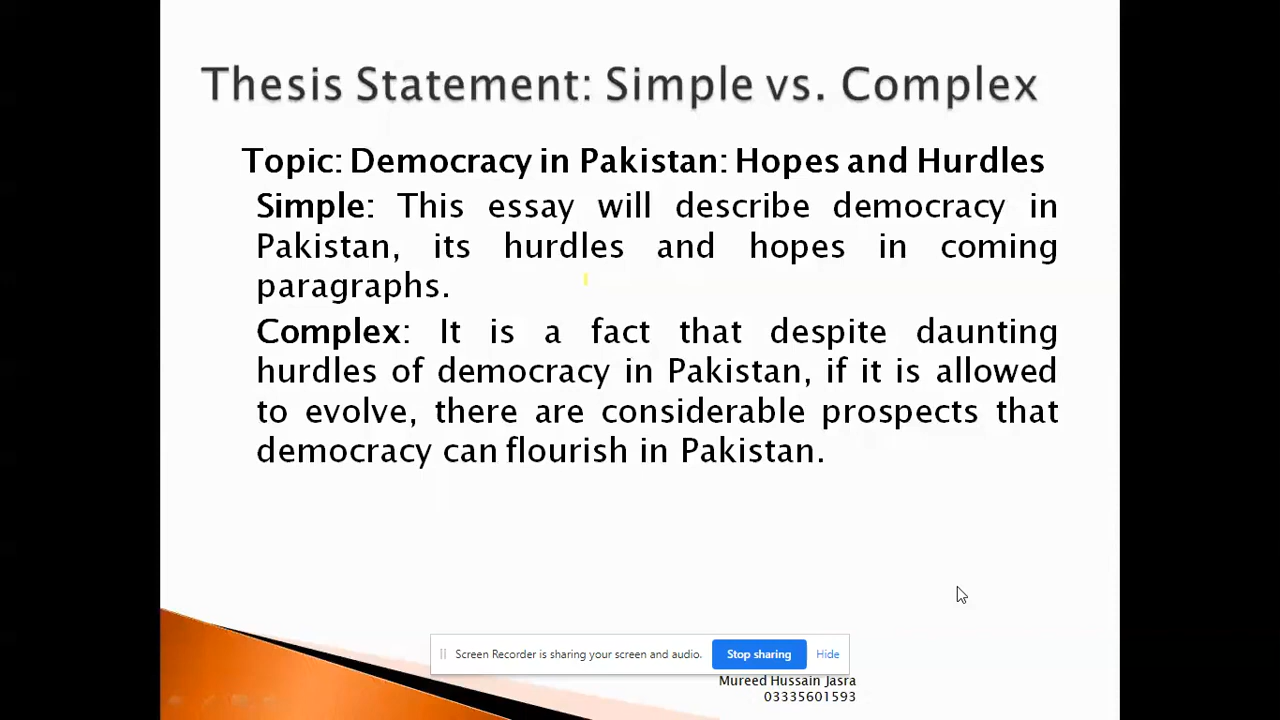 Thesis Statement: Simple vs. Complex
Topic: Democracy in Pakistan: Hopes and Hurdles
Simple: This essay will describe democracy in
Pakistan, its hurdles and hopes in coming
paragraphs.
Complex: It is a fact that despite daunting
hurdles of democracy in Pakistan, if it is allowed
to evolve, there are considerable prospects that
democracy can flourish in Pakistan.
Screen Recorder is sharing your screen and audio. Stop sharing Hide
Mureed Hussain Jasra
03335601593